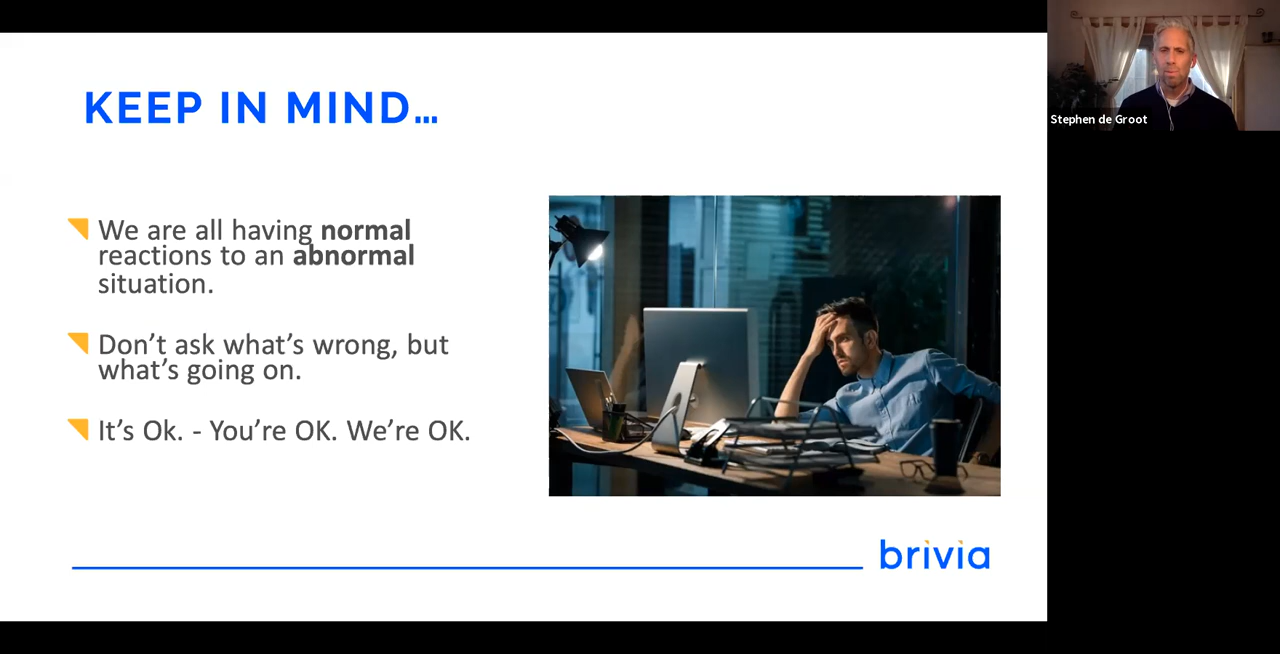 KEEP IN MIND…
We are all having normal
reactions to an abnormal
situation.
Don’t ask what’s wrong, but
what’s going on.
It’s Ok. - You’re OK. We’re OK.
brivia
Stephen de Groot